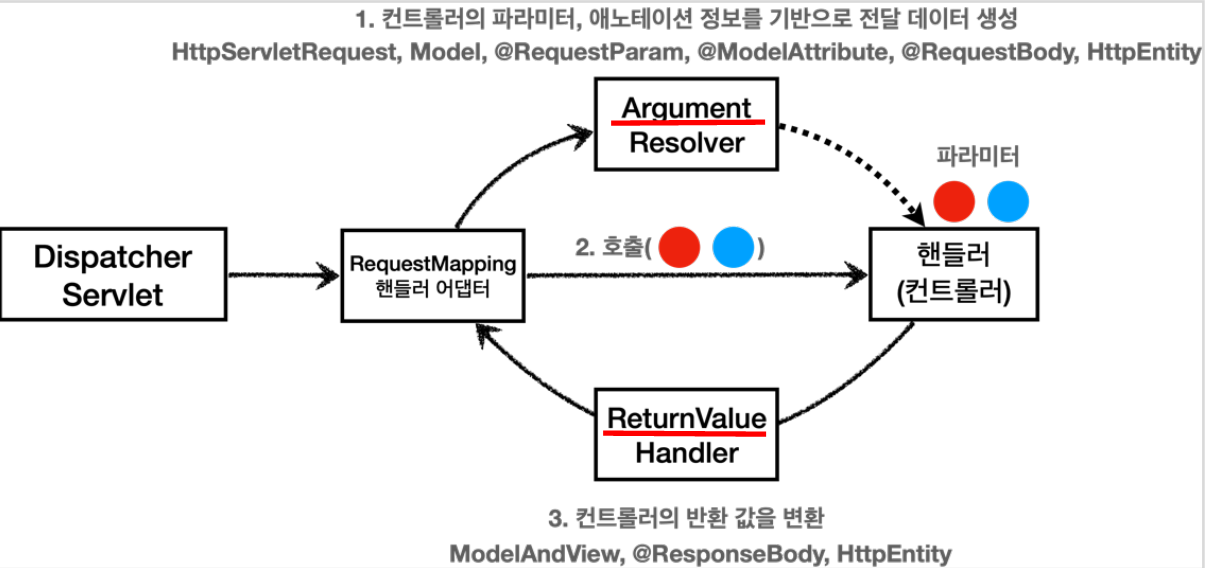 1. 컨트롤러의 파라미터, 애노테이션 정보를 기반으로 전달 데이터 생성
HttpServletRequest, Model, @RequestParam, @ModelAttribute, @RequestBody, HttpEntity
Argument
Resolver
파라미터
Dispatcher
Servlet
RequestMapping
핸들러 어댑터
2. 호출( )
핸들러
(컨트롤러)
ReturnValue
Handler
3. 컨트롤러의 반환 값을 변환
ModelAndView, @ResponseBody, HttpEntity